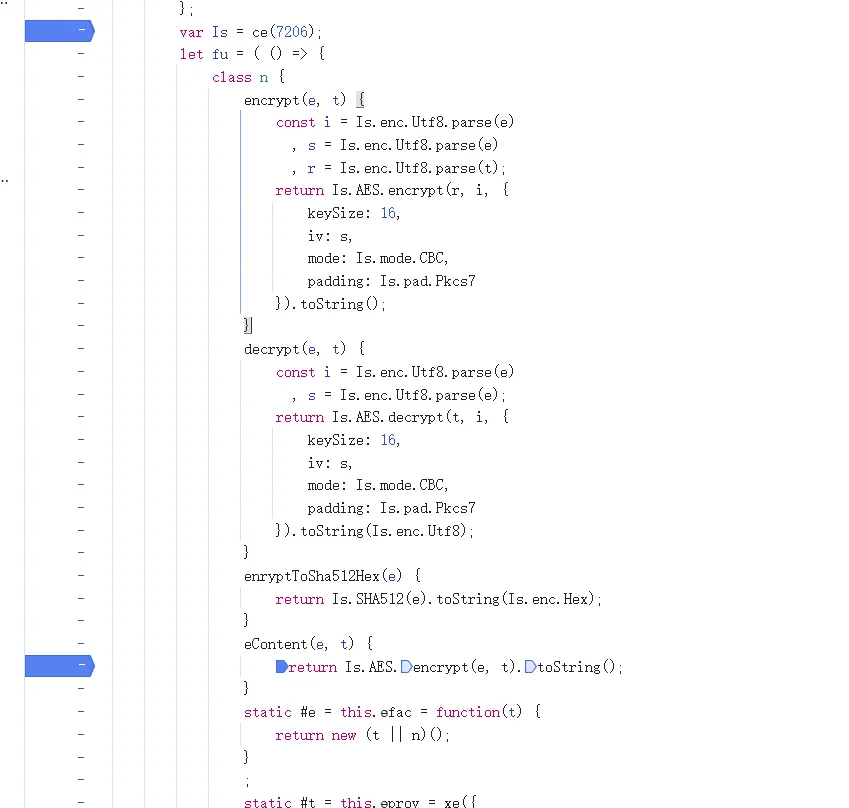 };
var Is = ce(7206);
let fu = ( () => {
class n {
encrypt(e, t) {
const i = Is.enc.Utf8.parse(e)
, s = Is.enc.Utf8.parse(e)
, r = Is.enc.Utf8.parse(t);
return Is.AES.encrypt(r, i, {
keySize: 16,
iv: s,
mode: Is.mode.CBC,
padding: Is.pad.Pkcs7
}).toString();
}
decrypt(e, t) {
const i = Is.enc.Utf8.parse(e)
, s = Is.enc.Utf8.parse(e);
return Is.AES.decrypt(t, i, {
keySize: 16,
iv: s,
mode: Is.mode.CBC,
padding: Is.pad.Pkcs7
}).toString(Is.enc.Utf8);
}
enryptToSha512Hex(e) {
return Is.SHA512(e).toString(Is.enc.Hex);
}
eContent(e, t) {
return Is.AES.encrypt(e, t).toString();
}
static #e = this.efac = function(t) {
return new (t || n)();
}
;
static #t = this.eprov = xe({